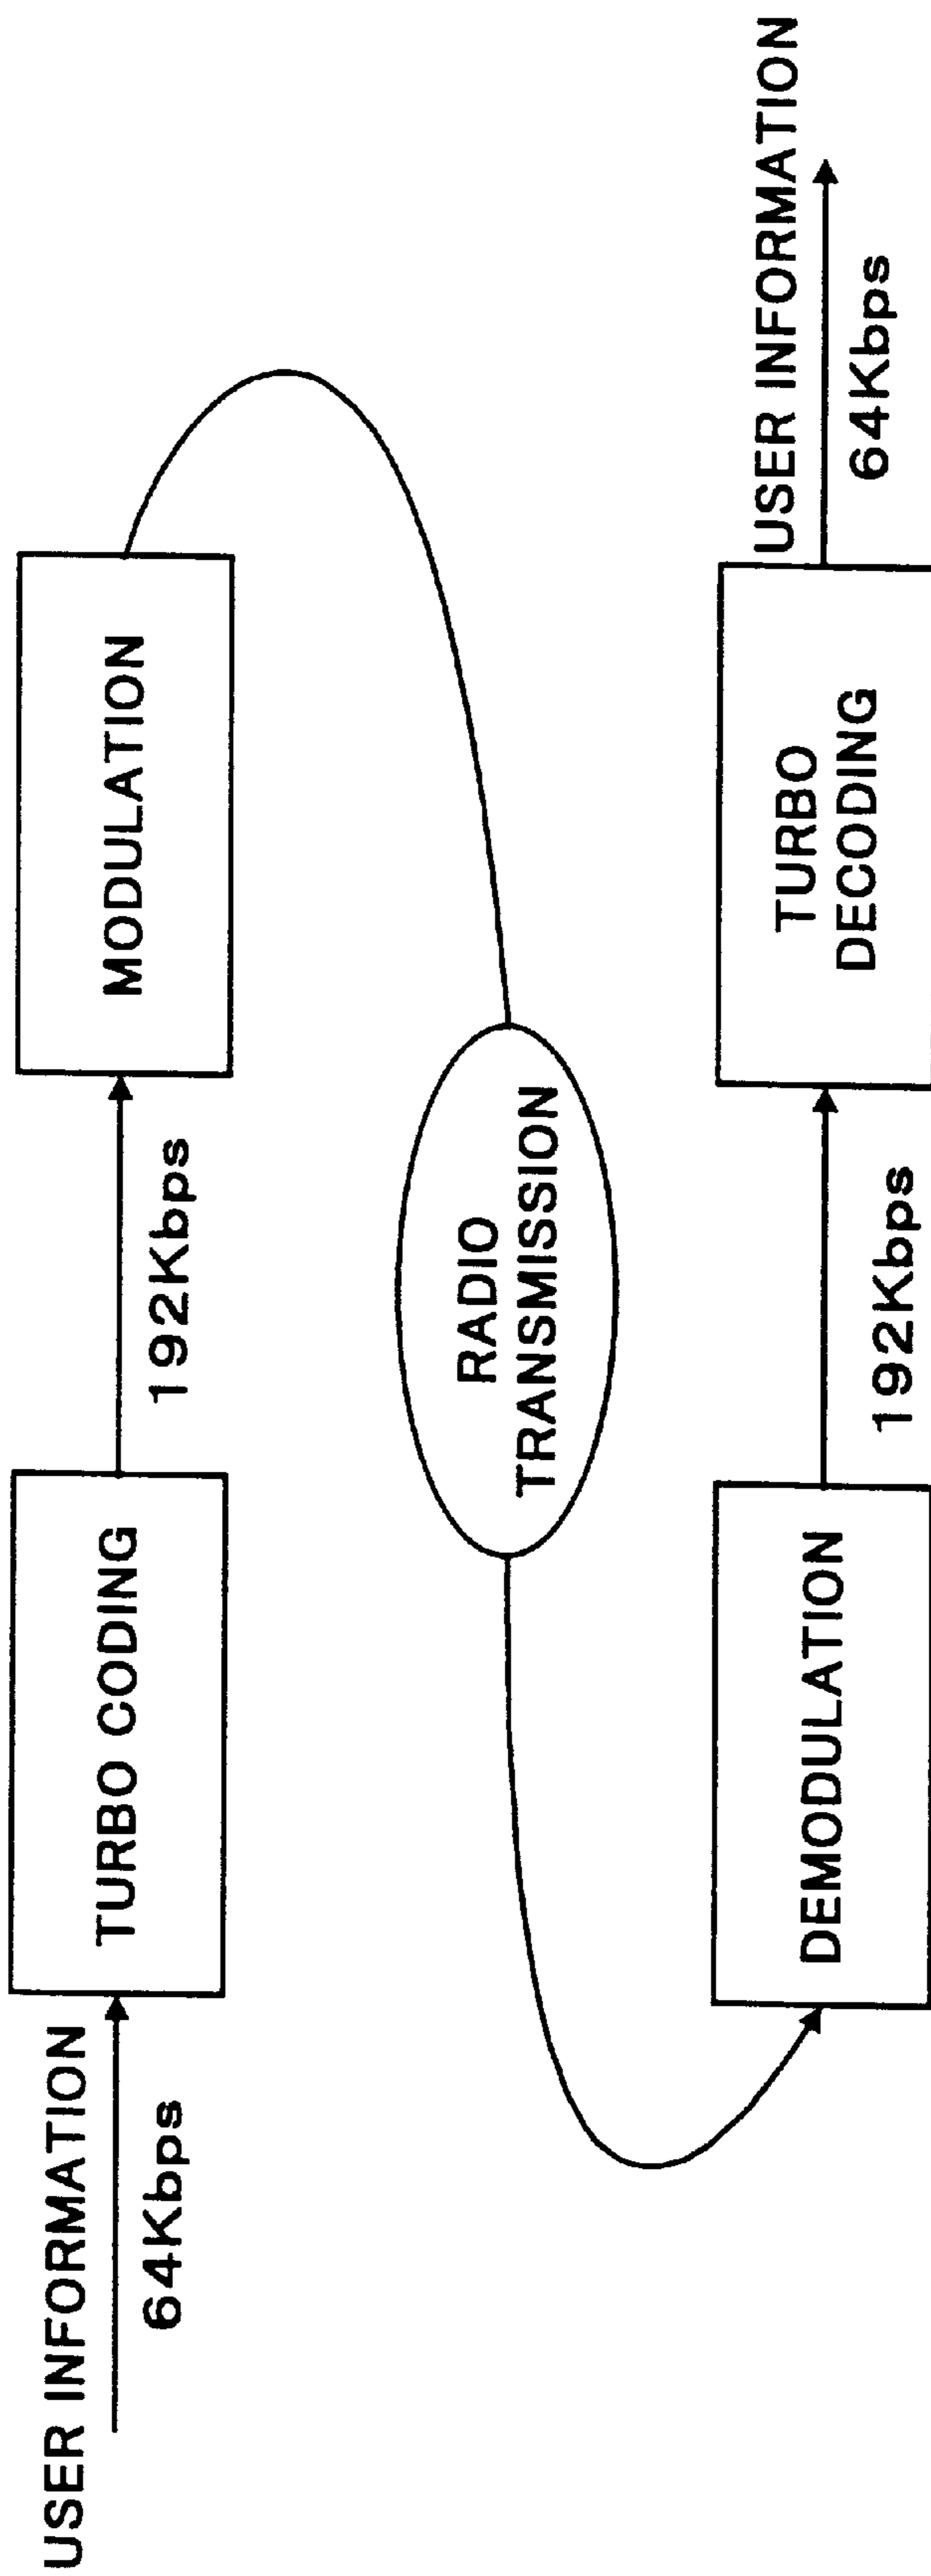 USER INFORMATION
64Kbps
TURBO CODING
192Kbps
MODULATION
RADIO
TRANSMISSION
DEMODULATION
192Kbps
TURBO
DECODING
USER INFORMATION
64Kbps